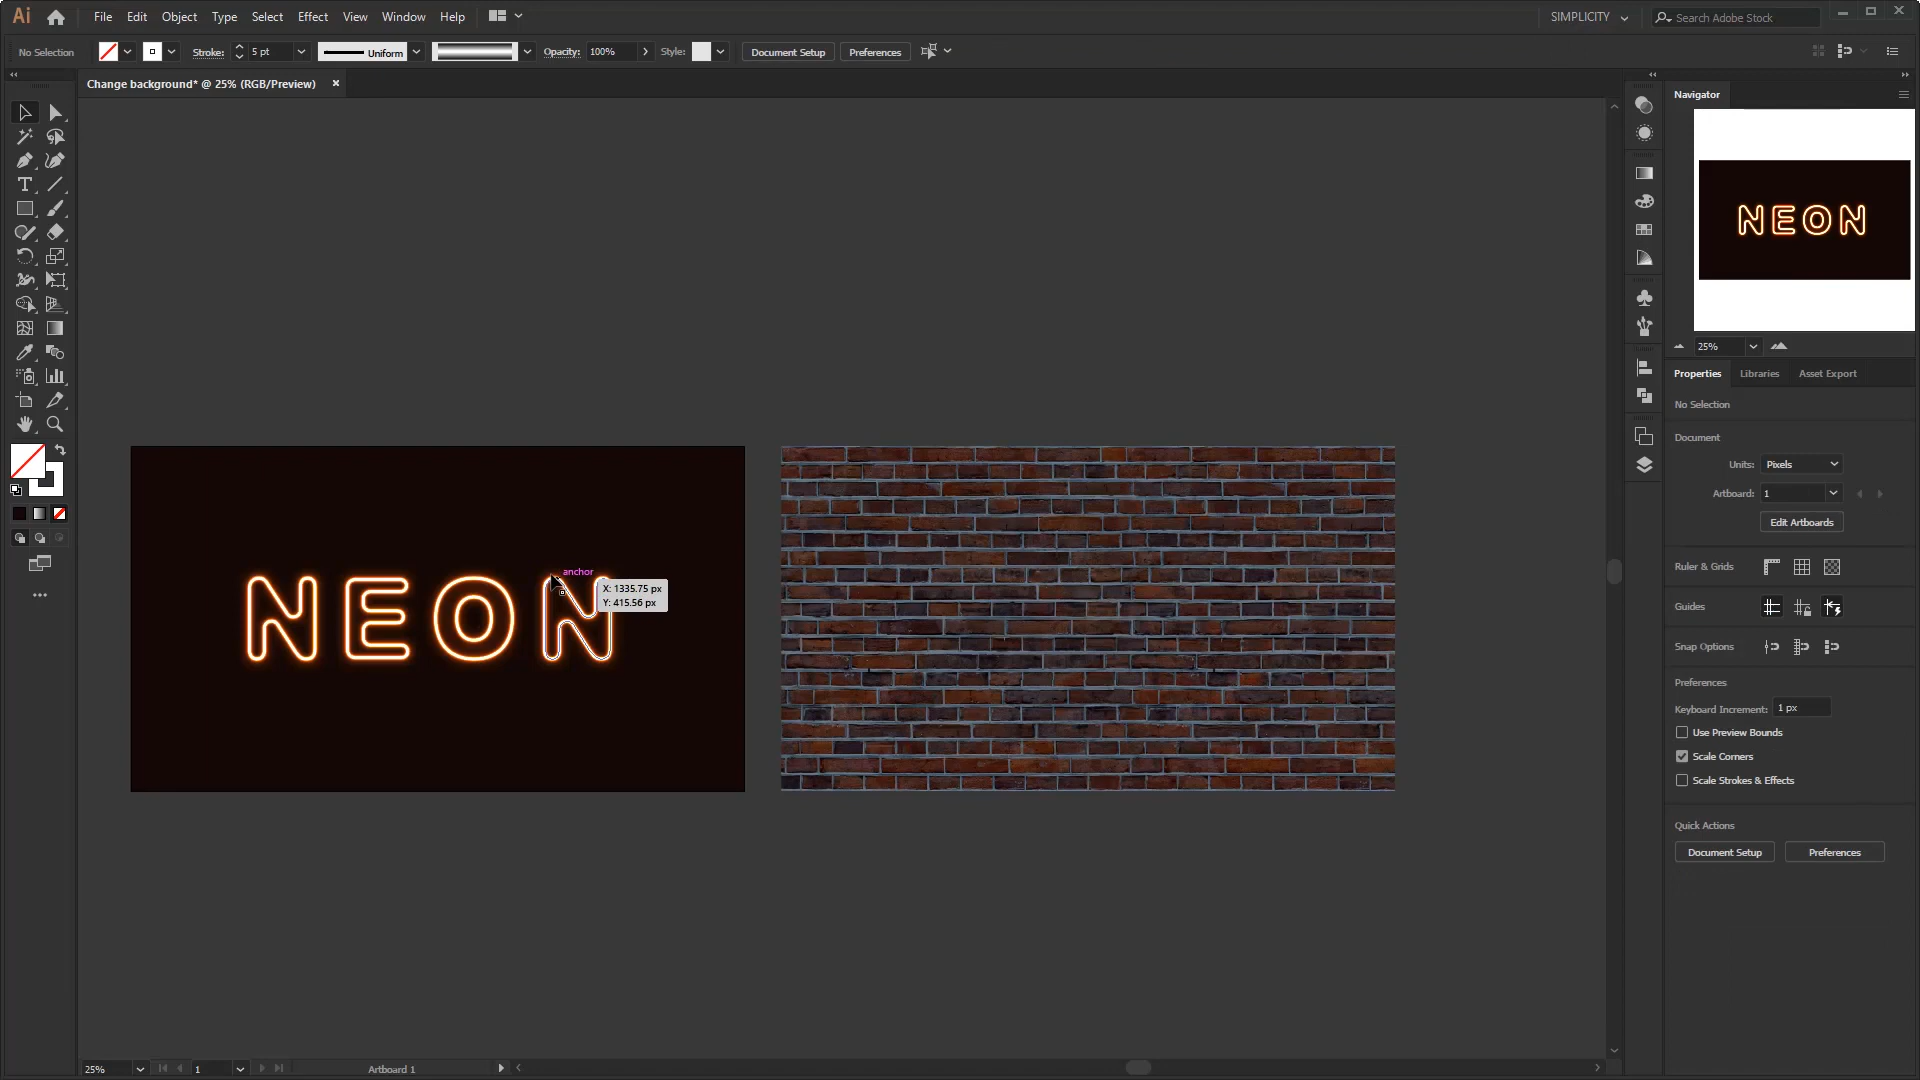 Ai File Edit Object Type Select Effect View Window Help SIMPLICITY Search Adobe Stock
No Selection Stroke: 5 pt Uniform Opacity: 100% Style: Document Setup Preferences
Change background* @ 25% (RGB/Preview)
Navigator
NEON
25%
Properties Libraries Asset Export
No Selection
Document
Units: Pixels
Artboard: 1
Edit Artboards
Ruler & Grids
Guides
Snap Options
Preferences
Keyboard Increment: 1 px
Use Preview Bounds
Scale Corners
Scale Strokes & Effects
Quick Actions
Document Setup Preferences
NEON
anchor
X: 1335.75 px
Y: 415.56 px
25% 1 Artboard 1